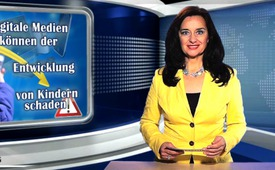 igitale Medien
können der
Entwicklung
von Kindern
schaden